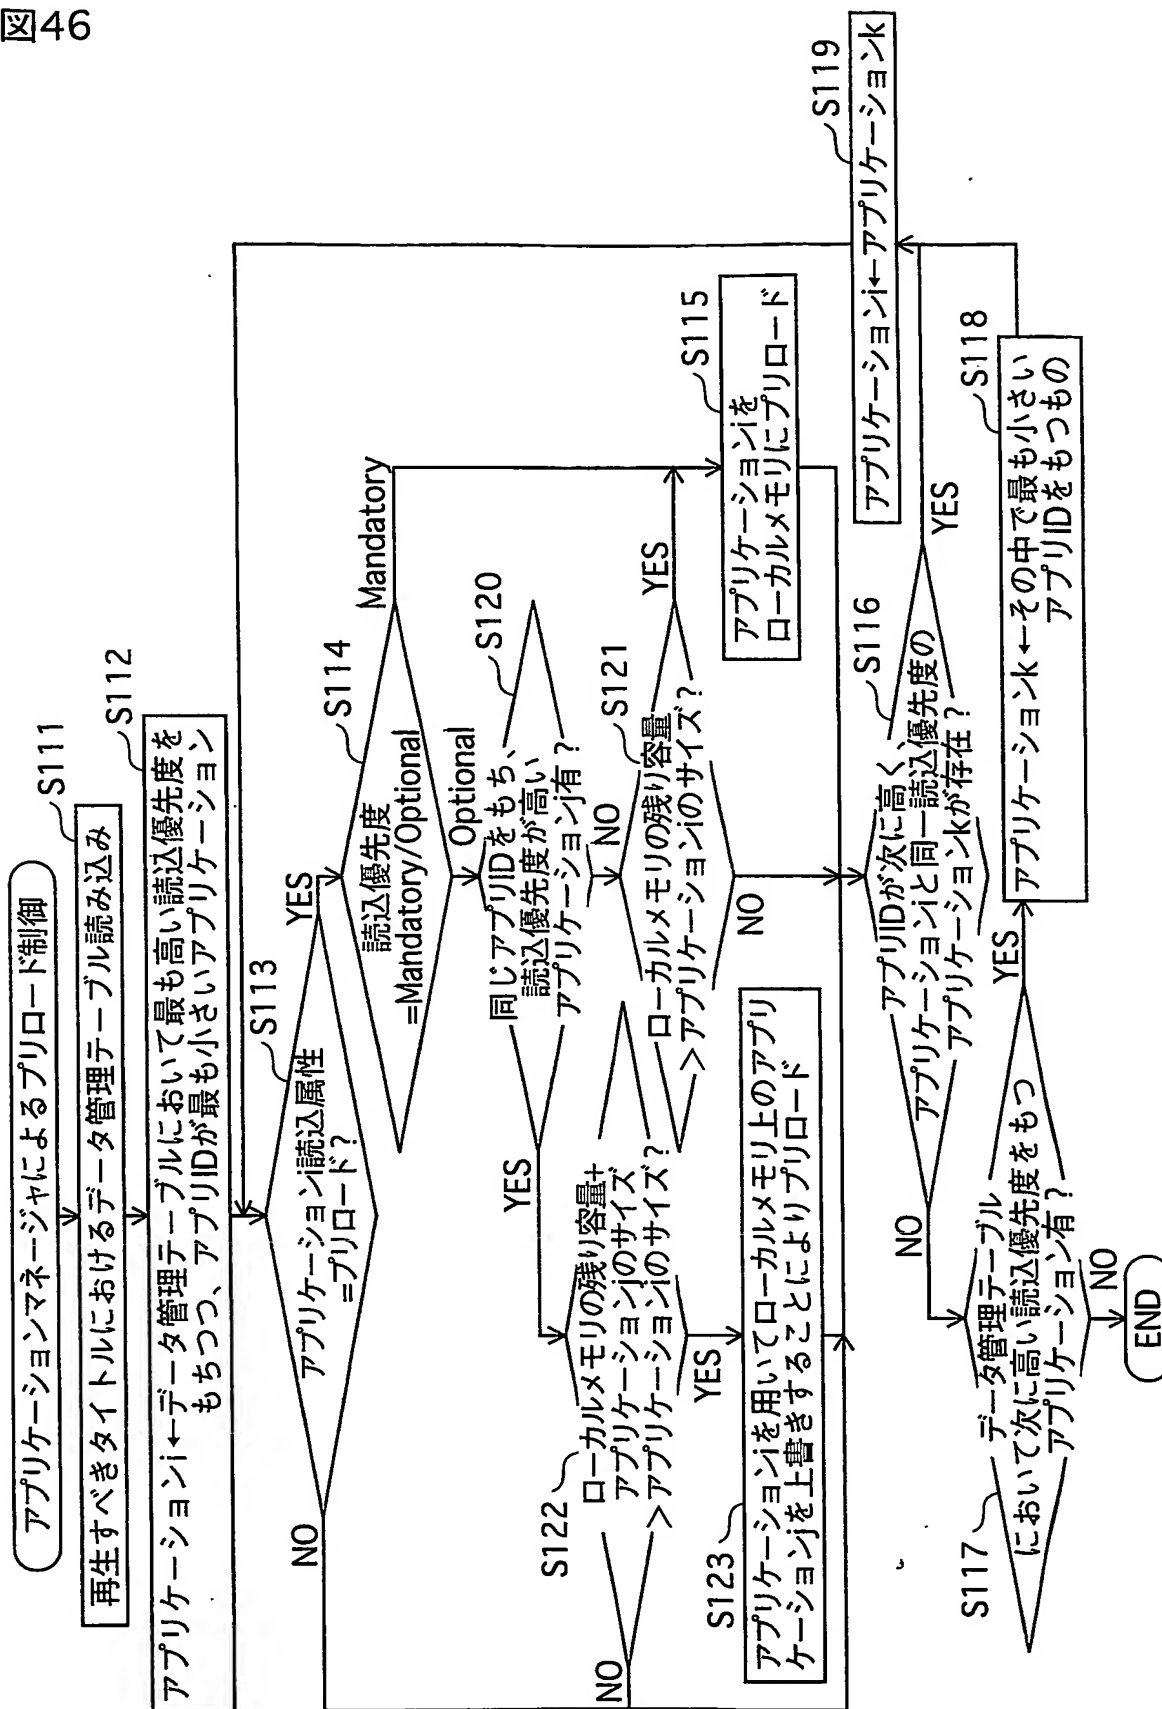 図46
アプリケーションマネージャによるプリロード制御
S111
再生すべきタイトルにおけるデータ管理テーブル読み込み
S112
アプリケーションi←データ管理テーブルにおいて最も高い読込優先度を
もちつつ、アプリIDが最も小さいアプリケーション
S113
アプリケーションi読込属性
=プリロード?
YES
NO
S114
読込優先度
=Mandatory/Optional
Mandatory
Optional
S120
同じアプリIDをもち、
読込優先度が高い
アプリケーションj有?
YES
NO
S121
ローカルメモリの残り容量
>アプリケーションiのサイズ?
YES
NO
S115
アプリケーションiを
ローカルメモリにプリロード
S122
ローカルメモリの残り容量+
アプリケーションjのサイズ
>アプリケーションiのサイズ?
YES
NO
S123
アプリケーションiを用いてローカルメモリ上のアプリ
ケーションjを上書きすることによりプリロード
S116
アプリIDが次に高く、
アプリケーションiと同一読込優先度の
アプリケーションkが存在?
YES
NO
S119
アプリケーションi←アプリケーションk
S117
データ管理テーブル
において次に高い読込優先度をもつ
アプリケーション有?
YES
NO
S118
アプリケーションk←その中で最も小さい
アプリIDをもつもの
END